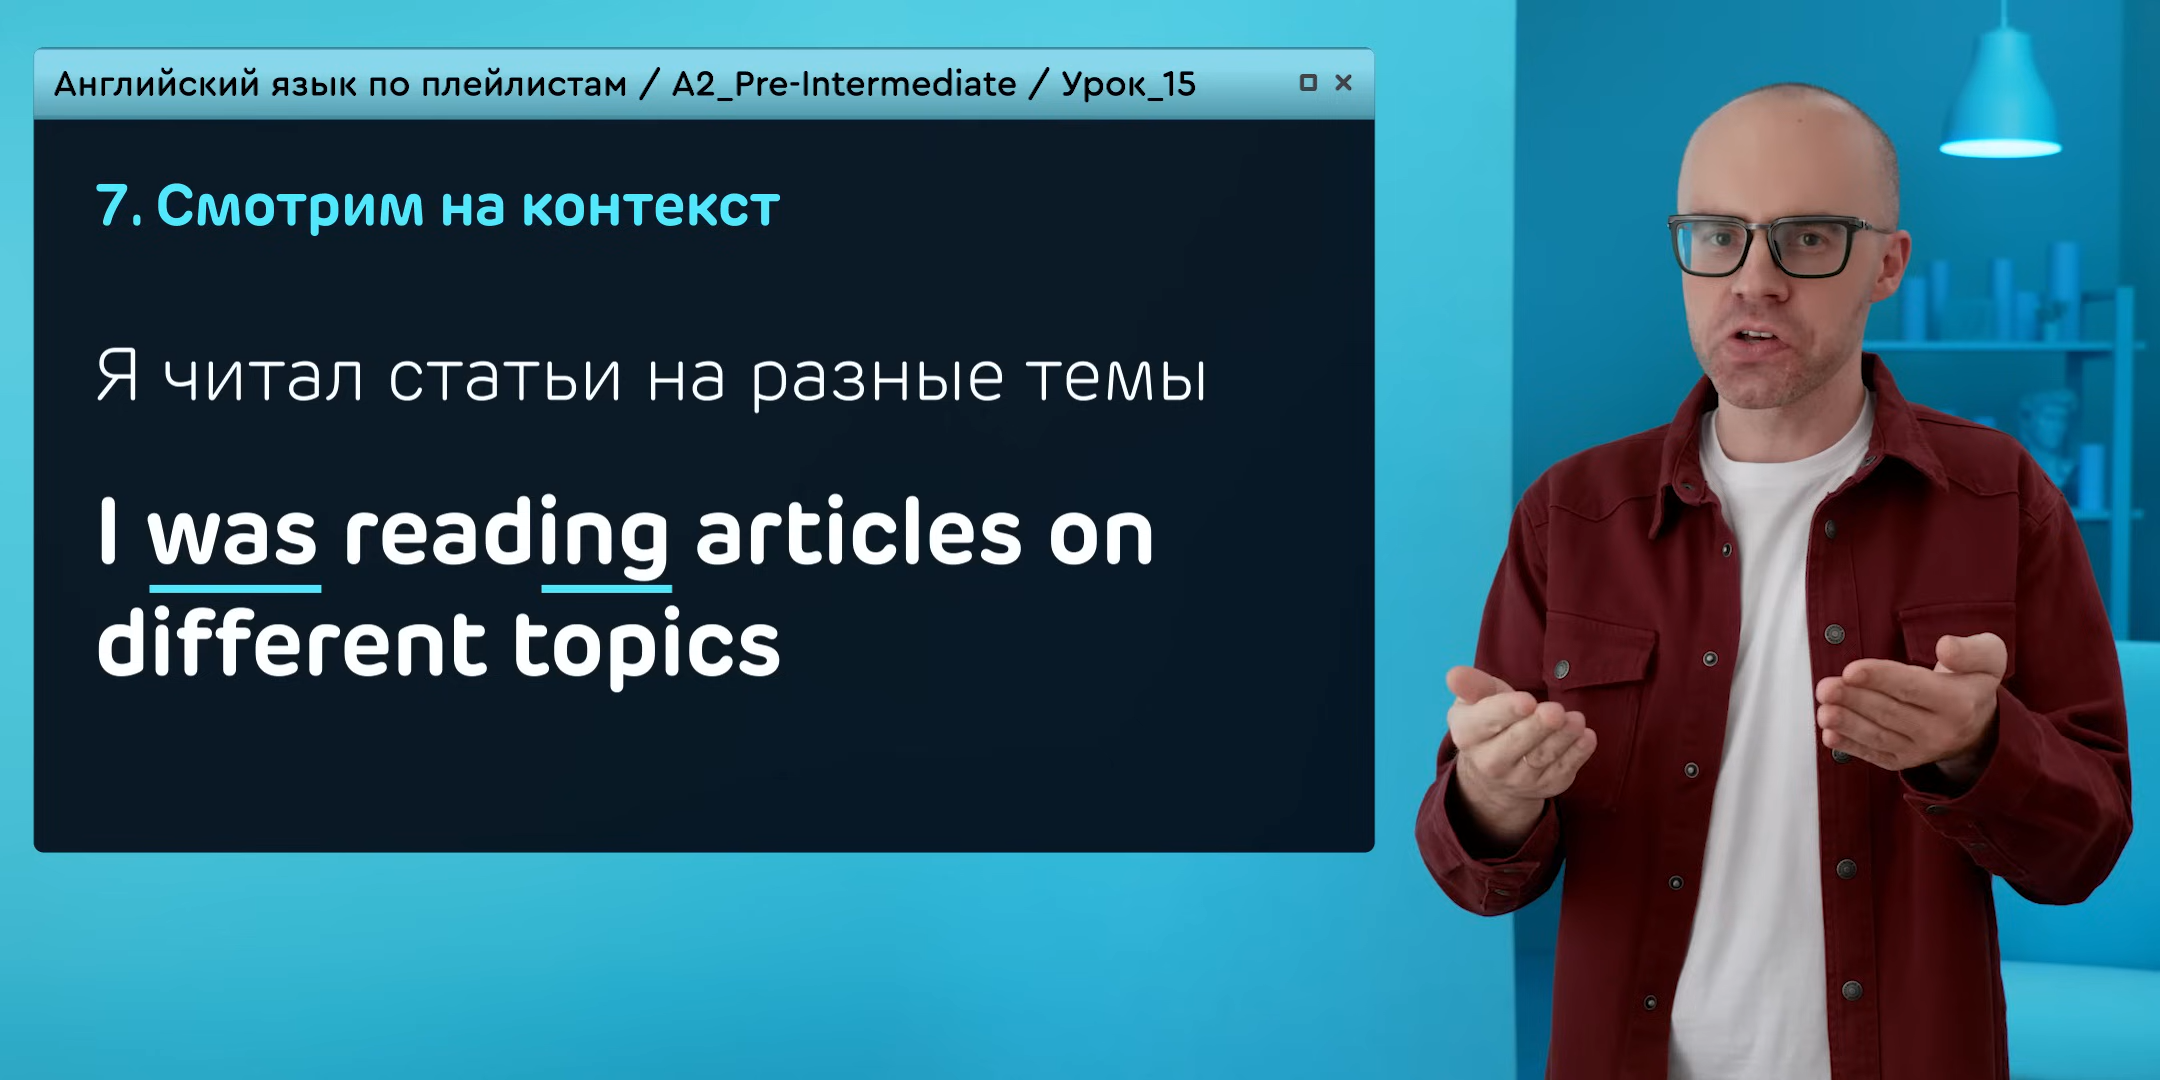 Английский язык по плейлистам / A2_Pre-Intermediate / Урок_15
7. Смотрим на контекст
Я читал статьи на разные темы
I was reading articles on
different topics